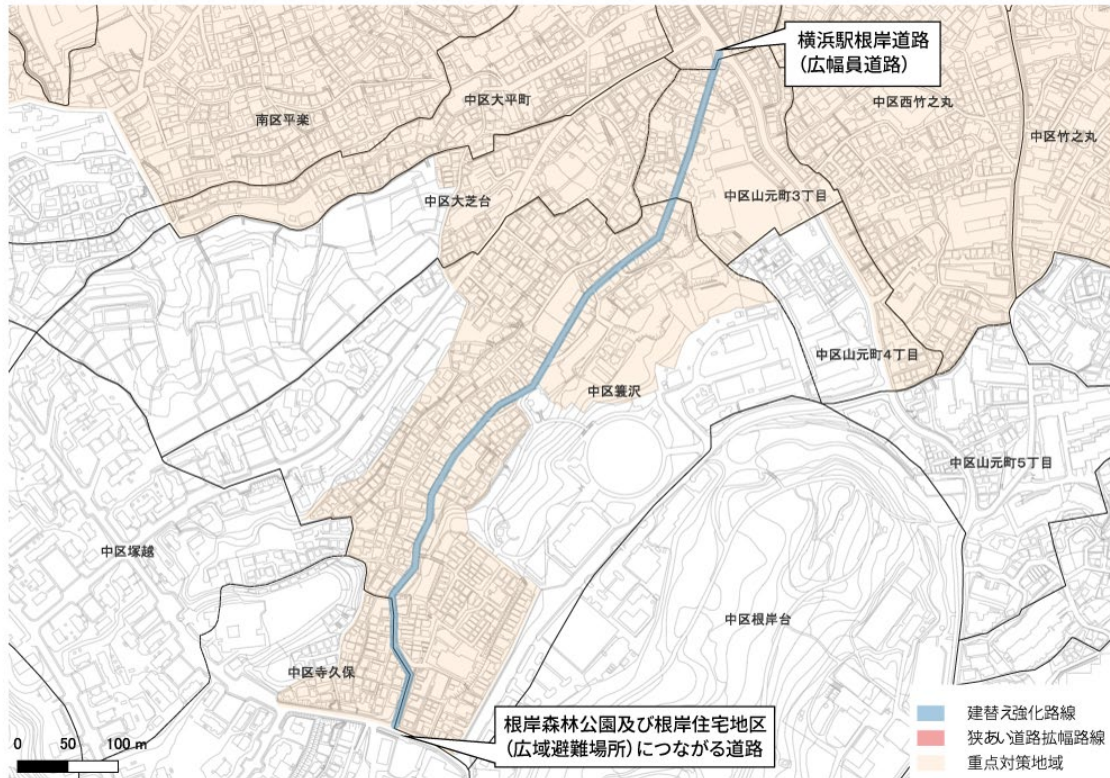 横浜駅根岸道路
(広幅員道路)
中区大平町
中区西竹之丸
南区平楽
中区竹之丸
中区大芝台
中区山元町3丁目
中区山元町4丁目
中区簑沢
中区山元町5丁目
中区塚越
中区根岸台
中区寺久保
根岸森林公園及び根岸住宅地区
(広域避難場所)につながる道路
0 50 100 m
建替え強化路線
狭あい道路拡幅路線
重点対策地域